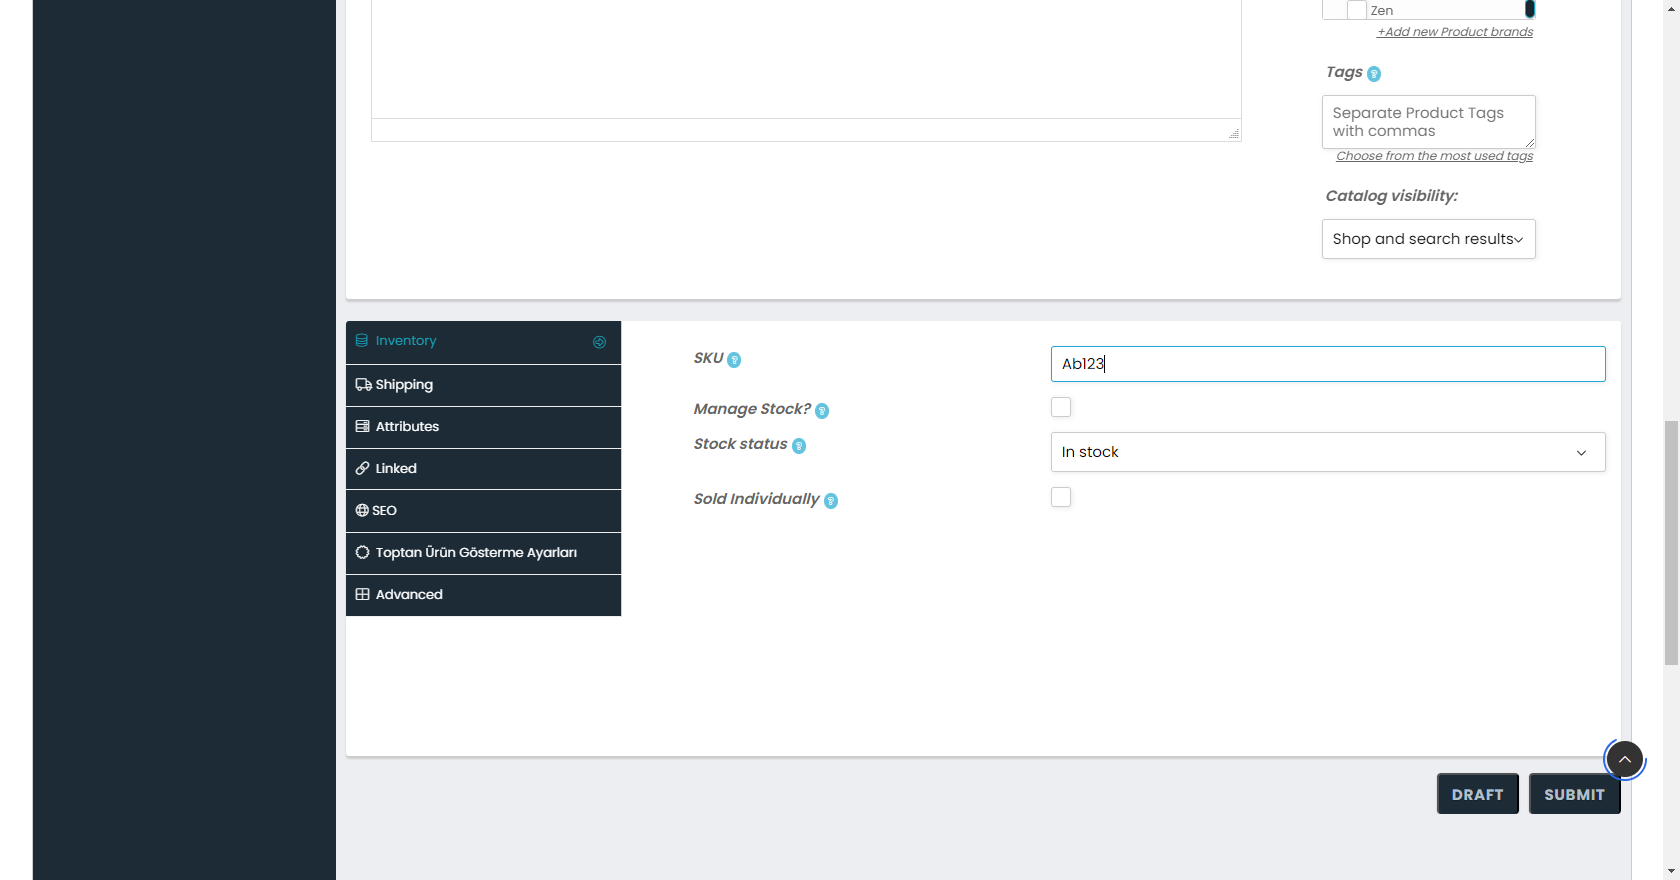 Zen
+Add new Product brands
Tags
Separate Product Tags
with commas
Choose from the most used tags
Catalog visibility:
Shop and search results
Inventory
Shipping
Attributes
Linked
SEO
Toptan Ürün Gösterme Ayarları
Advanced
SKU
Ab123
Manage Stock?
Stock status
In stock
Sold Individually
DRAFT
SUBMIT